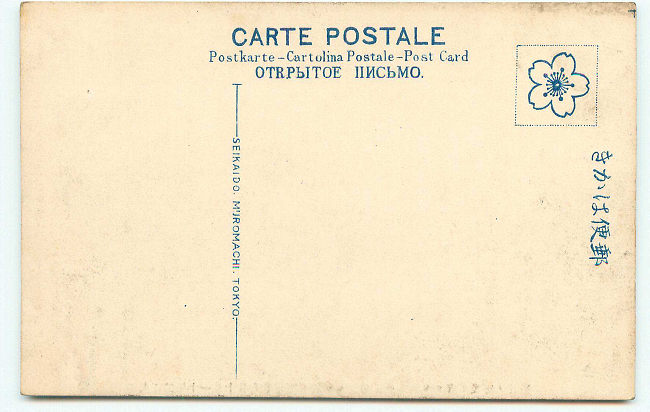 CARTE POSTALE
Postkarte-Cartolina Postale-Post Card
ОТКРЫТОЕ ПИСЬМО.
SEIKAIDO. MUROMACHI. TOKYO.
きかは便郵